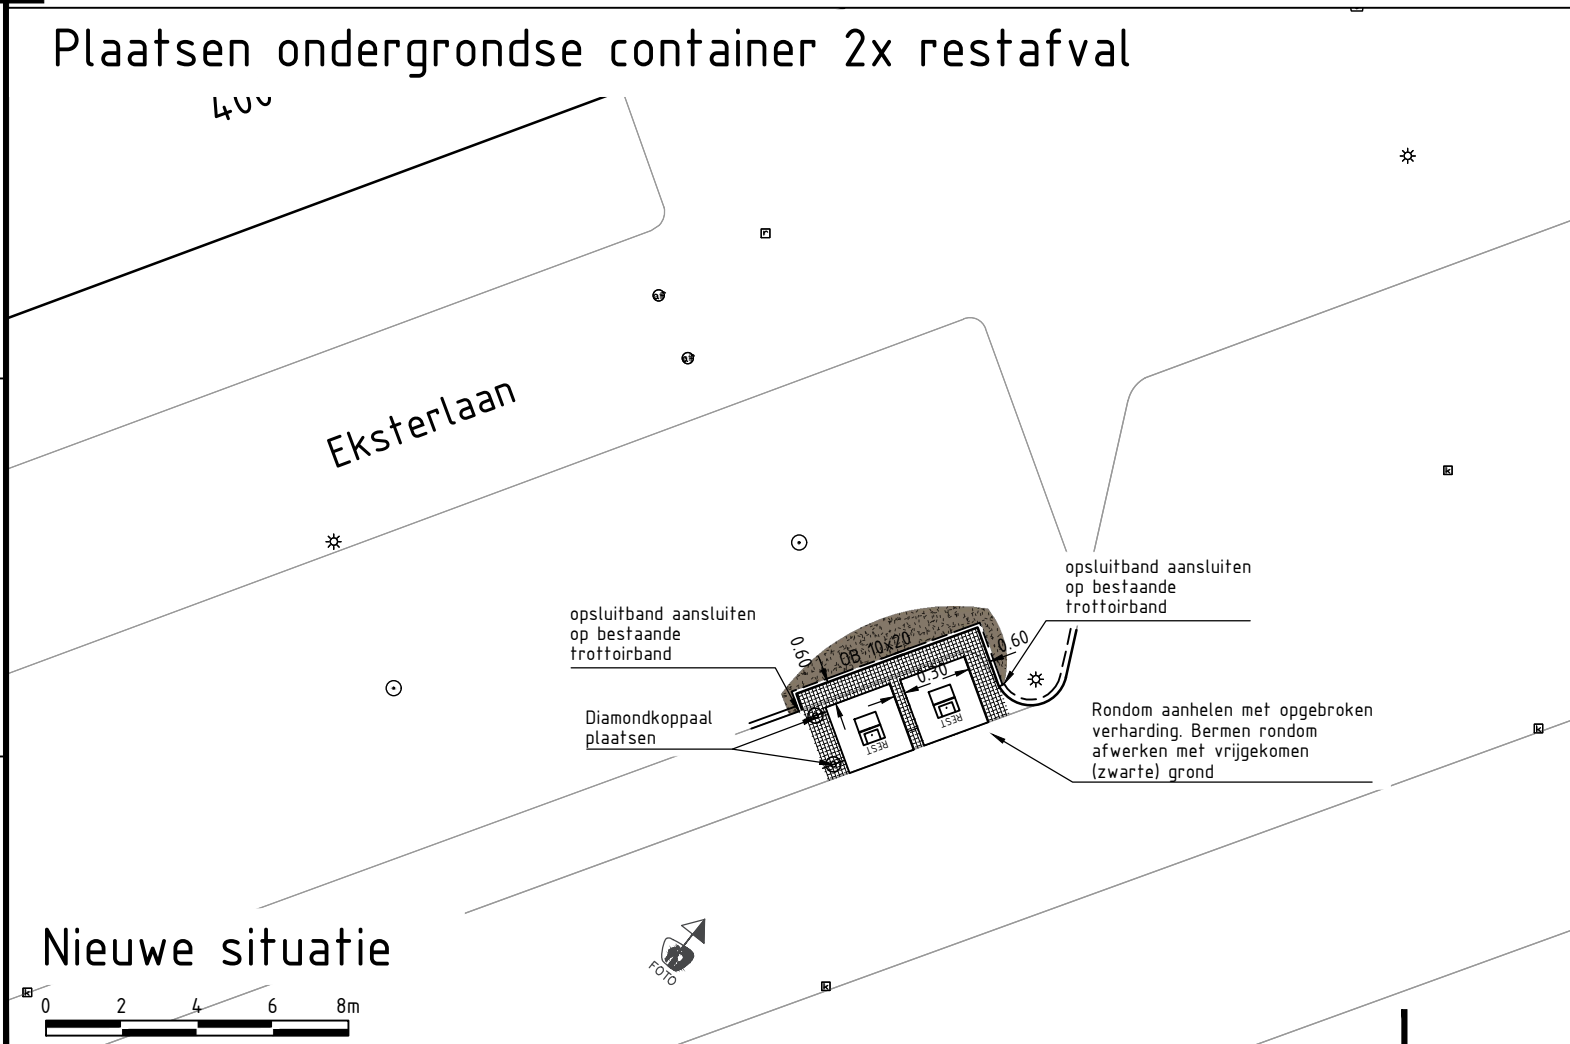 Plaatsen ondergrondse container 2x restafval
Eksterlaan
opsluitband aansluiten
op bestaande
trottoirband
opsluitband aansluiten
op bestaande
trottoirband
0.60
OB 10x20
0.60
0.30
REST
REST
Diamondkoppaal
plaatsen
Rondom aanhelen met opgebroken
verharding. Bermen rondom
afwerken met vrijgekomen
(zwarte) grond
r
k
k
k
k
FOTO
Nieuwe situatie
0 2 4 6 8m